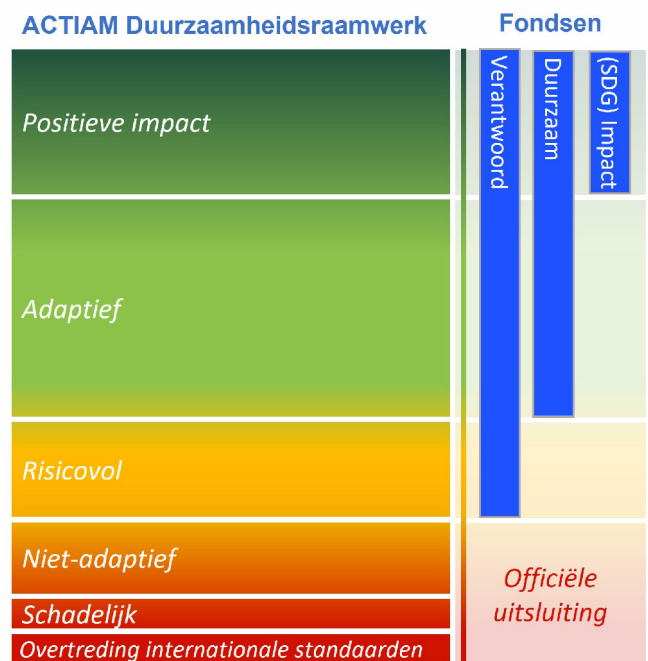 ACTIAM Duurzaamheidsraamwerk
Fondsen
Positieve impact
Adaptief
Risicovol
Niet-adaptief
Schadelijk
Overtreding internationale standaarden
Verantwoord
Duurzaam
(SDG) Impact
Officiële
uitsluiting